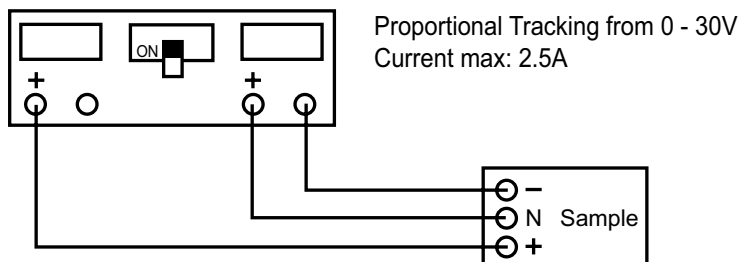 Proportional Tracking from 0 - 30V
Current max: 2.5A
ON
+
+
−
N Sample
+